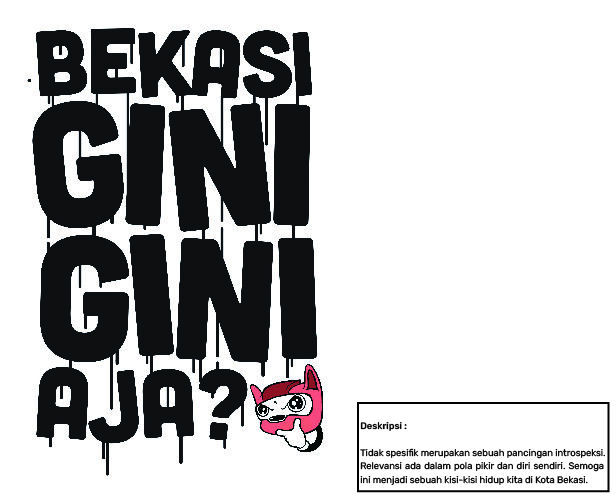 BEKASI
GINI
GINI
AJA?
Deskripsi :
Tidak spesifik merupakan sebuah pancingan introspeksi.
Relevansi ada dalam pola pikir dan diri sendiri. Semoga
ini menjadi sebuah kisi-kisi hidup kita di Kota Bekasi.